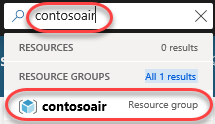 contosoair
RESOURCES 0 results
RESOURCE GROUPS All 1 results
contosoair Resource group